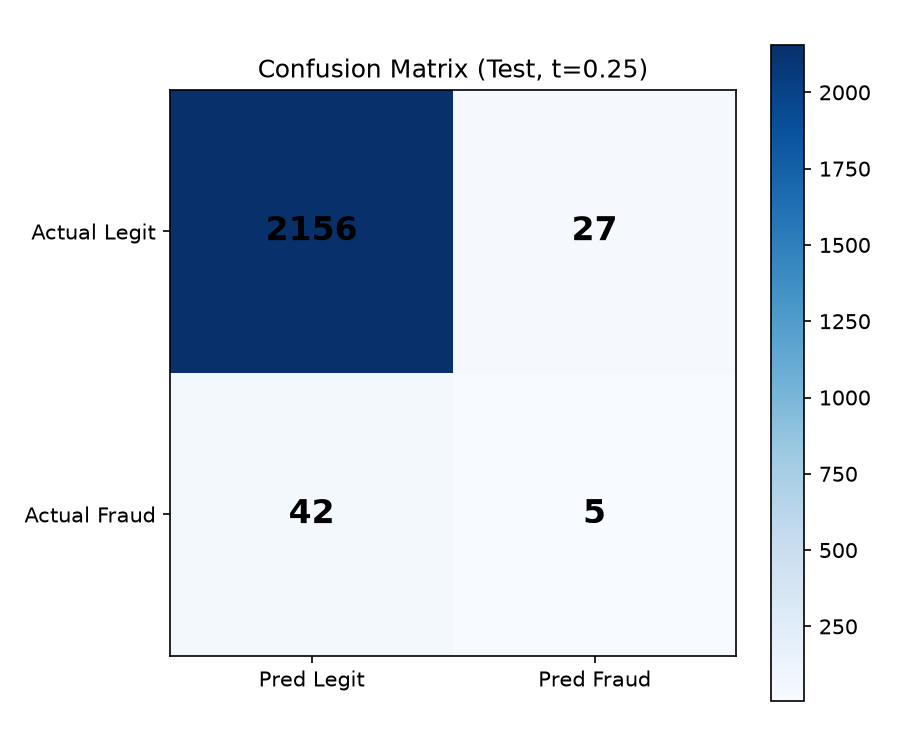 Confusion Matrix (Test, t=0.25)
Actual Legit
2156
27
Actual Fraud
42
5
Pred Legit
Pred Fraud
2000
1750
1500
1250
1000
750
500
250